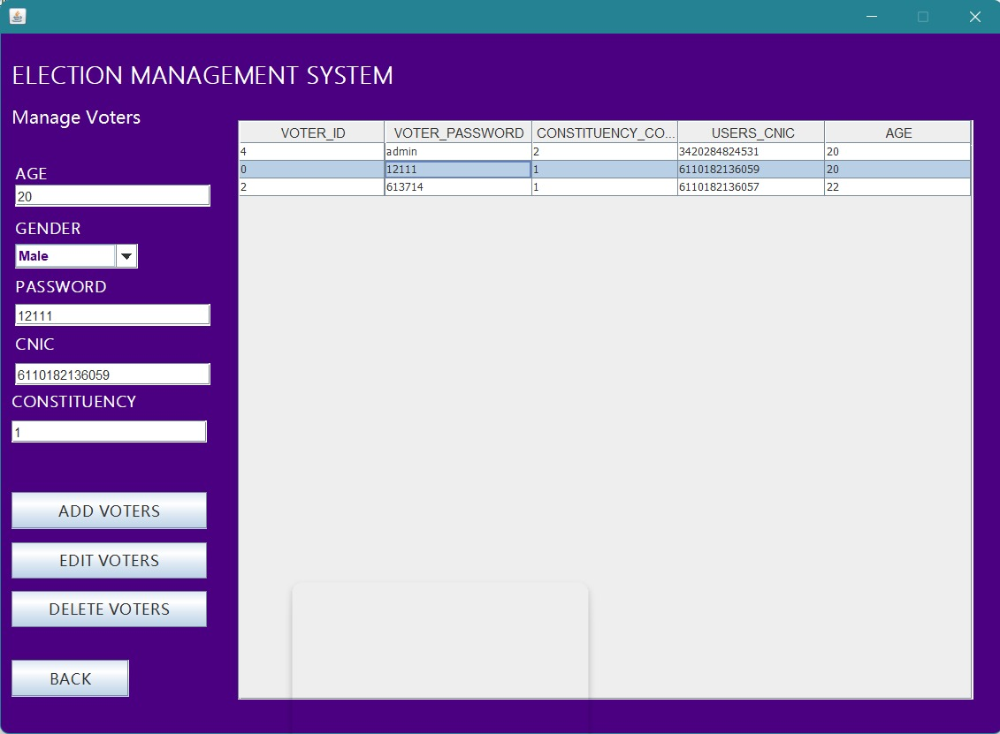 ELECTION MANAGEMENT SYSTEM
Manage Voters
AGE
20
GENDER
Male
PASSWORD
12111
CNIC
6110182136059
CONSTITUENCY
1
ADD VOTERS
EDIT VOTERS
DELETE VOTERS
BACK
VOTER_ID VOTER_PASSWORD CONSTITUENCY_CO... USERS_CNIC AGE
4 admin 2 3420284824531 20
0 12111 1 6110182136059 20
2 613714 1 6110182136057 22